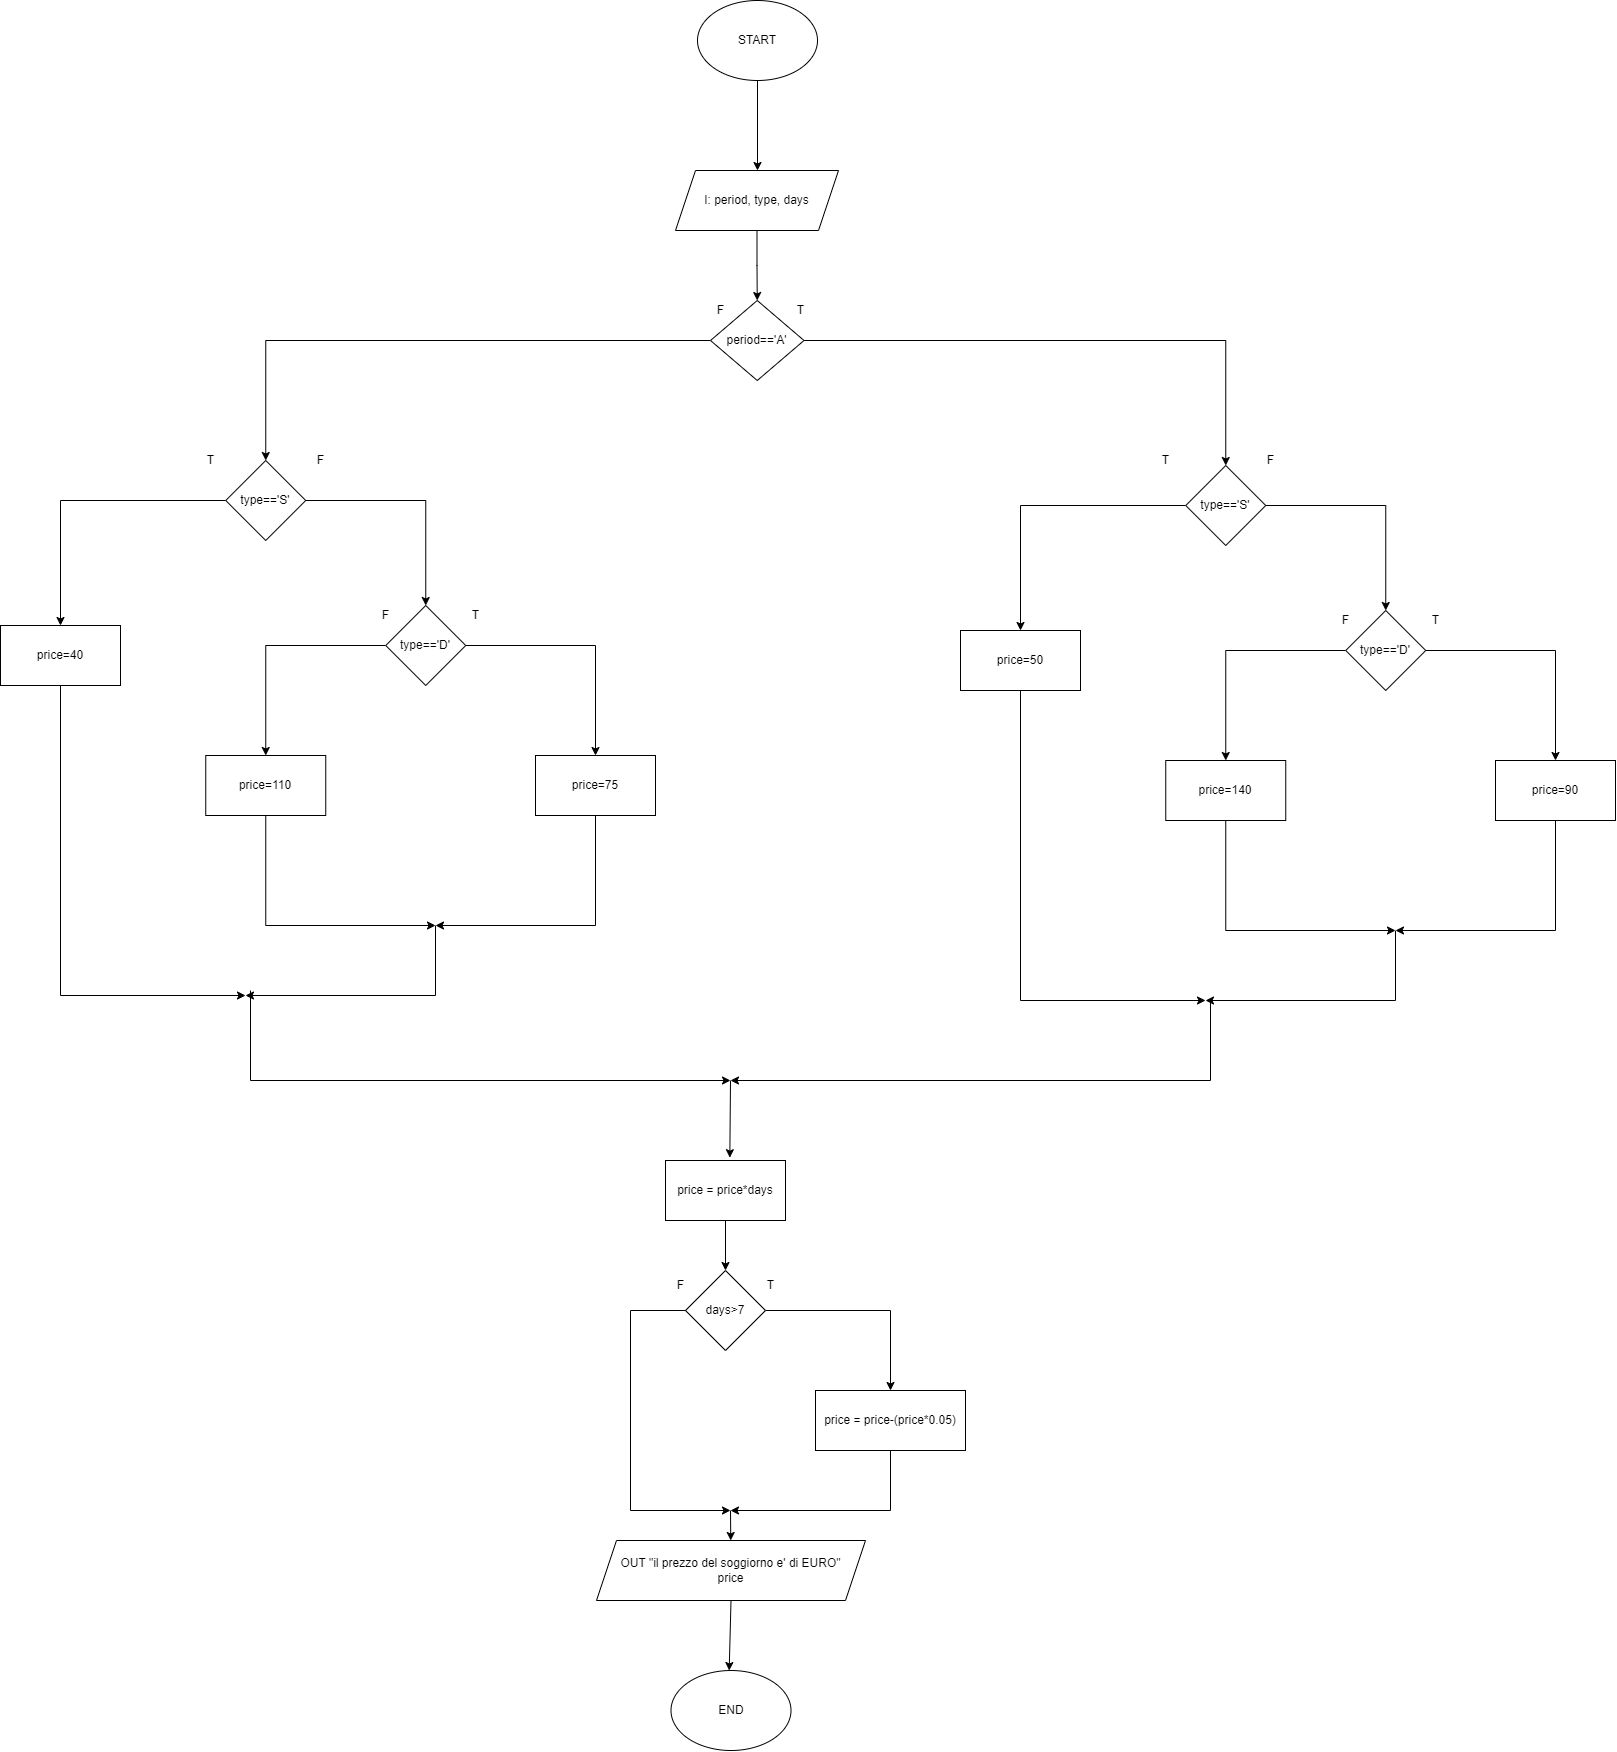 START
I: period, type, days
F
T
period=='A'
T
F
T
F
type=='S'
type=='S'
F
T
F
T
type=='D'
type=='D'
price=40
price=50
price=110
price=75
price=140
price=90
price = price*days
F
T
days>7
price = price-(price*0.05)
OUT "il prezzo del soggiorno e' di EURO"
price
END